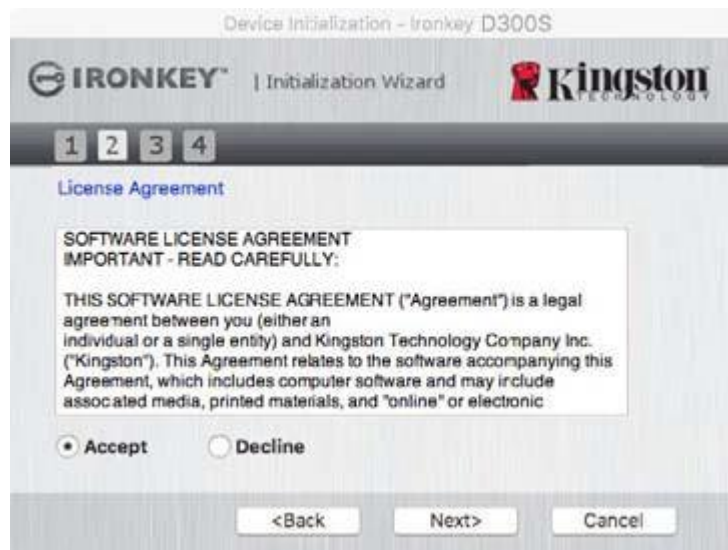 Device Initialization - Ironkey D300S
IRONKEY™ | Initialization Wizard Kingston
TECHNOLOGY
1 2 3 4
License Agreement
SOFTWARE LICENSE AGREEMENT
IMPORTANT - READ CAREFULLY:
THIS SOFTWARE LICENSE AGREEMENT ("Agreement") is a legal
agreement between you (either an
individual or a single entity) and Kingston Technology Company Inc.
("Kingston"). This Agreement relates to the software accompanying this
Agreement, which includes computer software and may include
associated media, printed materials, and "online" or electronic
Accept Decline
<Back Next> Cancel